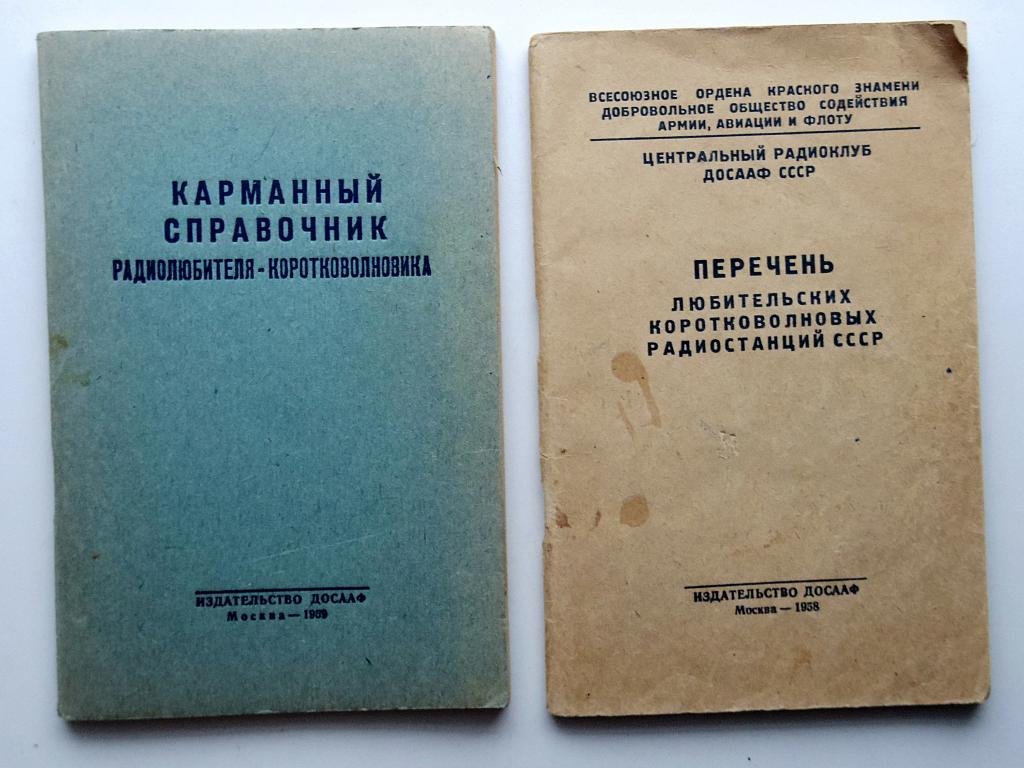 КАРМАННЫЙ
СПРАВОЧНИК
РАДИОЛЮБИТЕЛЯ-КОРОТКОВОЛНОВИКА
ИЗДАТЕЛЬСТВО ДОСААФ
Москва — 1959
ВСЕСОЮЗНОЕ ОРДЕНА КРАСНОГО ЗНАМЕНИ
ДОБРОВОЛЬНОЕ ОБЩЕСТВО СОДЕЙСТВИЯ
АРМИИ, АВИАЦИИ И ФЛОТУ
ЦЕНТРАЛЬНЫЙ РАДИОКЛУБ
ДОСААФ СССР
ПЕРЕЧЕНЬ
ЛЮБИТЕЛЬСКИХ
КОРОТКОВОЛНОВЫХ
РАДИОСТАНЦИЙ СССР
ИЗДАТЕЛЬСТВО ДОСААФ
Москва — 1958